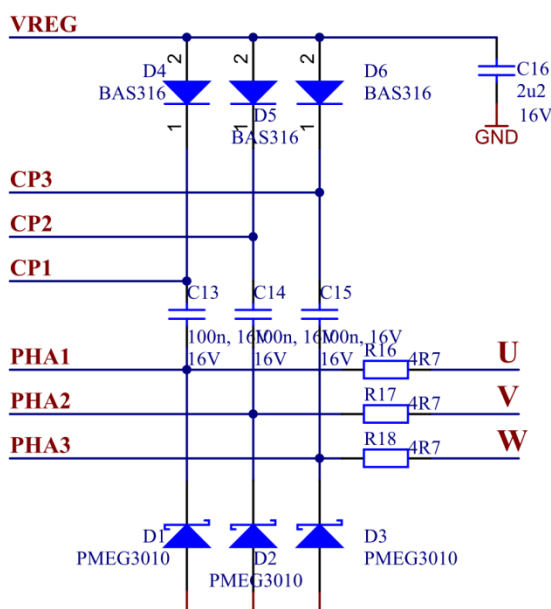 VREG
2
2
2
D4
BAS316
D5
BAS316
D6
BAS316
C16
2u2
16V
GND
1
1
1
CP3
CP2
CP1
C13
C14
C15
100n, 16V
100n, 16V
100n, 16V
16V
16V
16V
PHA1
R16
4R7
U
PHA2
R17
4R7
V
PHA3
R18
4R7
W
D1
PMEG3010
D2
PMEG3010
D3
PMEG3010